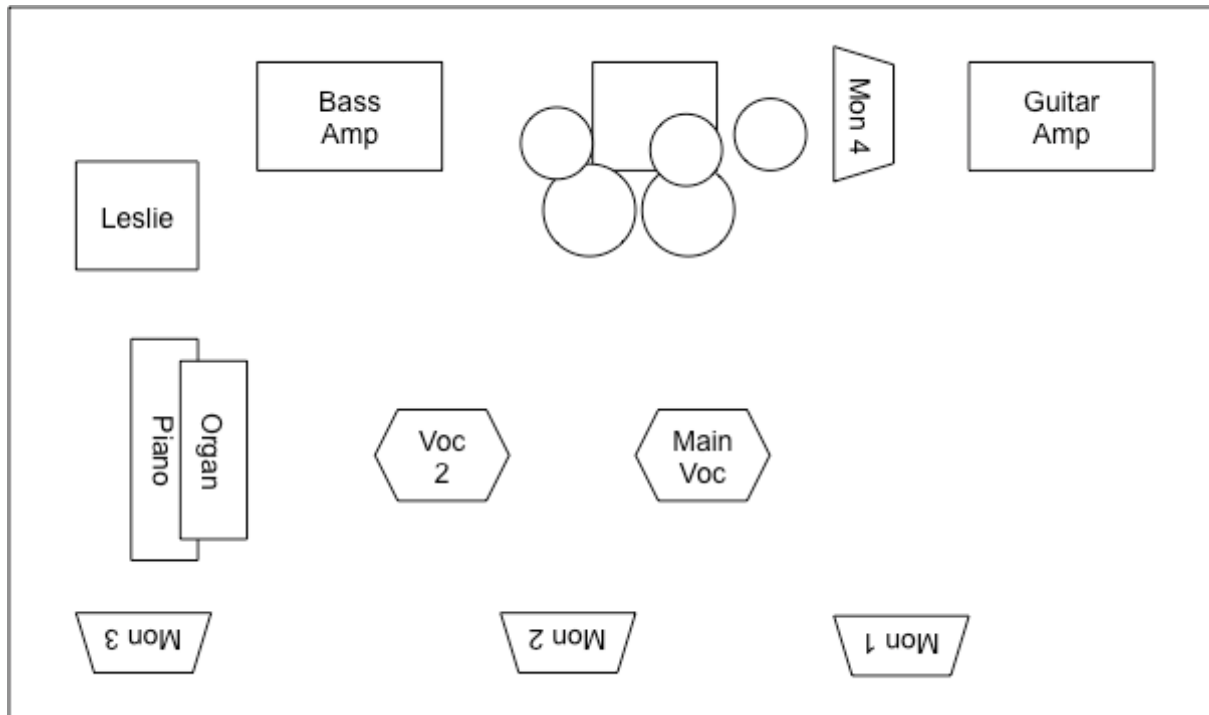 Bass
Amp
Mon 4
Guitar
Amp
Leslie
Piano
Organ
Voc
2
Main
Voc
Mon 3
Mon 2
Mon 1